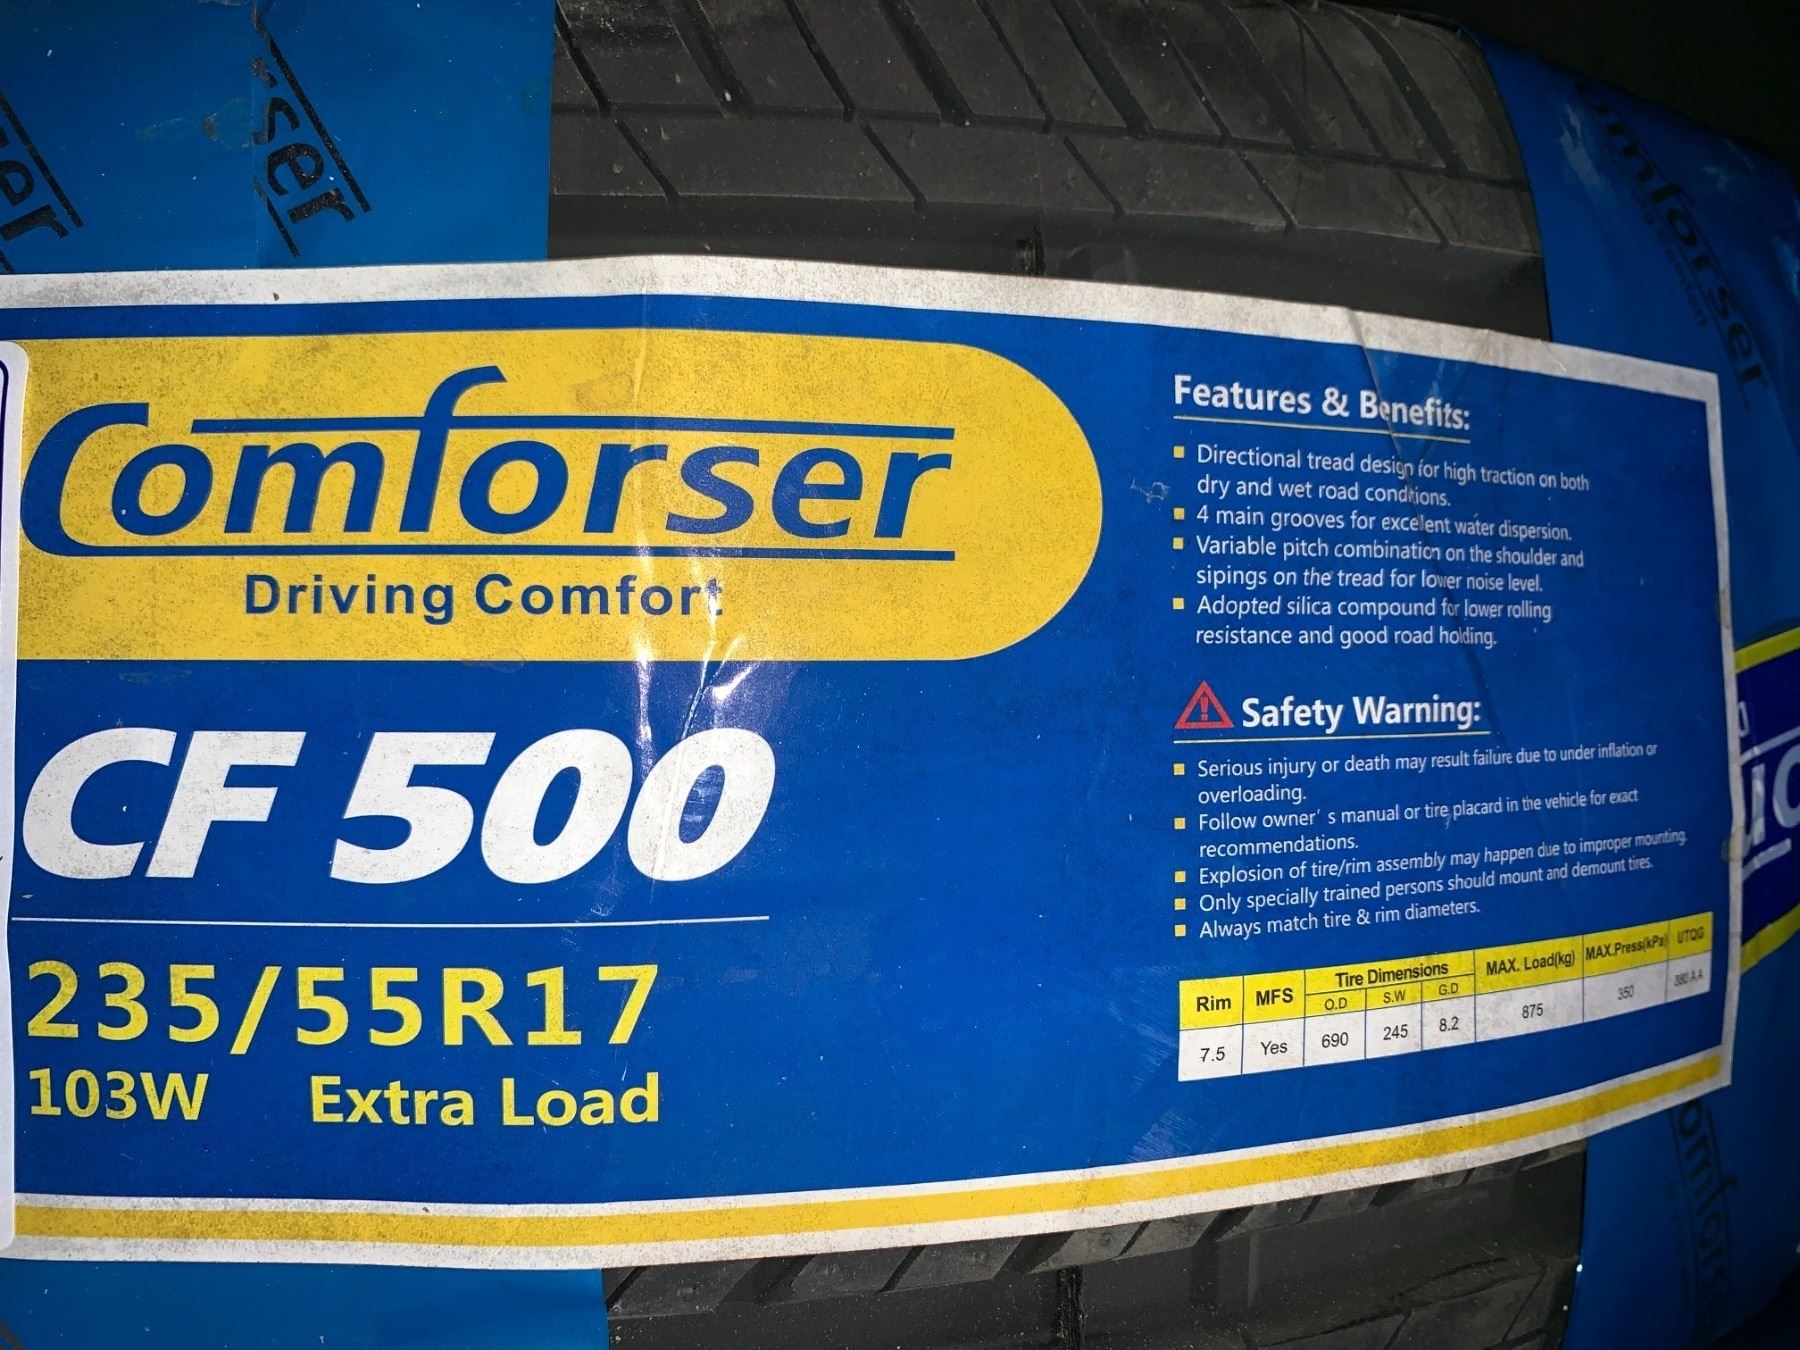 ser
ser
Comforser
Comforser
Driving Comfort
CF 500
235/55R17
103W Extra Load
Features & Benefits:
Directional tread design for high traction on both
dry and wet road conditions.
4 main grooves for excellent water dispersion.
Variable pitch combination on the shoulder and
sipings on the tread for lower noise level.
Adopted silica compound for lower rolling
resistance and good road holding.
Safety Warning:
Serious injury or death may result failure due to under inflation or
overloading.
Follow owner' s manual or tire placard in the vehicle for exact
recommendations.
Explosion of tire/rim assembly may happen due to improper mounting.
Only specially trained persons should mount and demount tires.
Always match tire & rim diameters.
Rim MFS Tire Dimensions MAX. Load(kg) MAX.Press(kPa) UTQG
O.D S.W G.D
7.5 Yes 690 245 8.2 875 350 380 A A
omfors